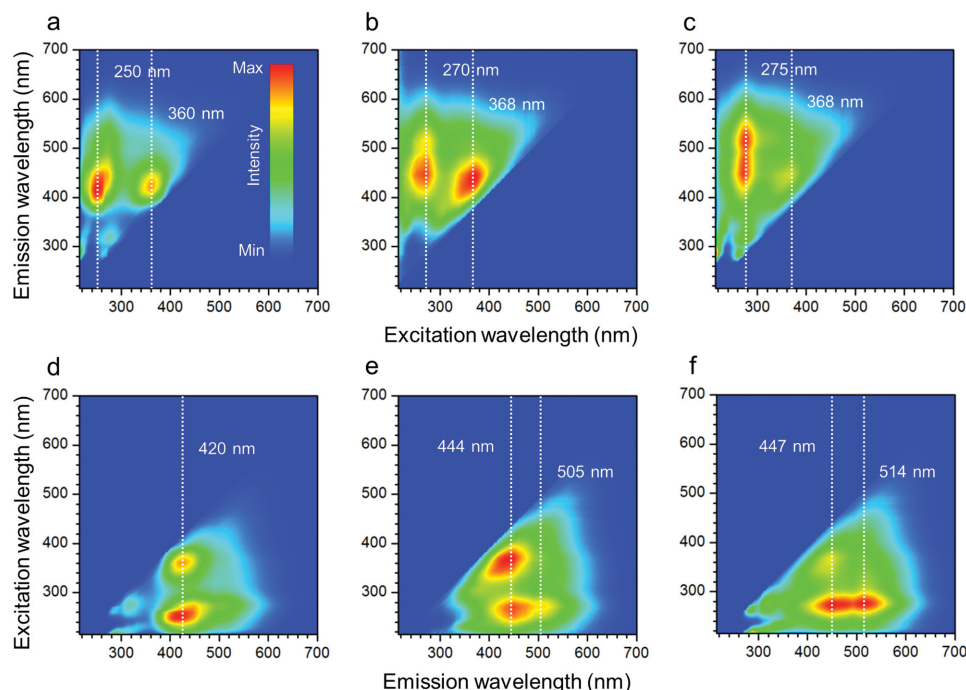 a
b
c
Emission wavelength (nm)
700
600
500
400
300
250 nm
360 nm
Max
Intensity
Min
300 400 500 600 700
700
600
500
400
300
270 nm
368 nm
300 400 500 600 700
700
600
500
400
300
275 nm
368 nm
300 400 500 600 700
Excitation wavelength (nm)
d
e
f
Excitation wavelength (nm)
700
600
500
400
300
420 nm
300 400 500 600 700
700
600
500
400
300
444 nm
505 nm
300 400 500 600 700
700
600
500
400
300
447 nm
514 nm
300 400 500 600 700
Emission wavelength (nm)